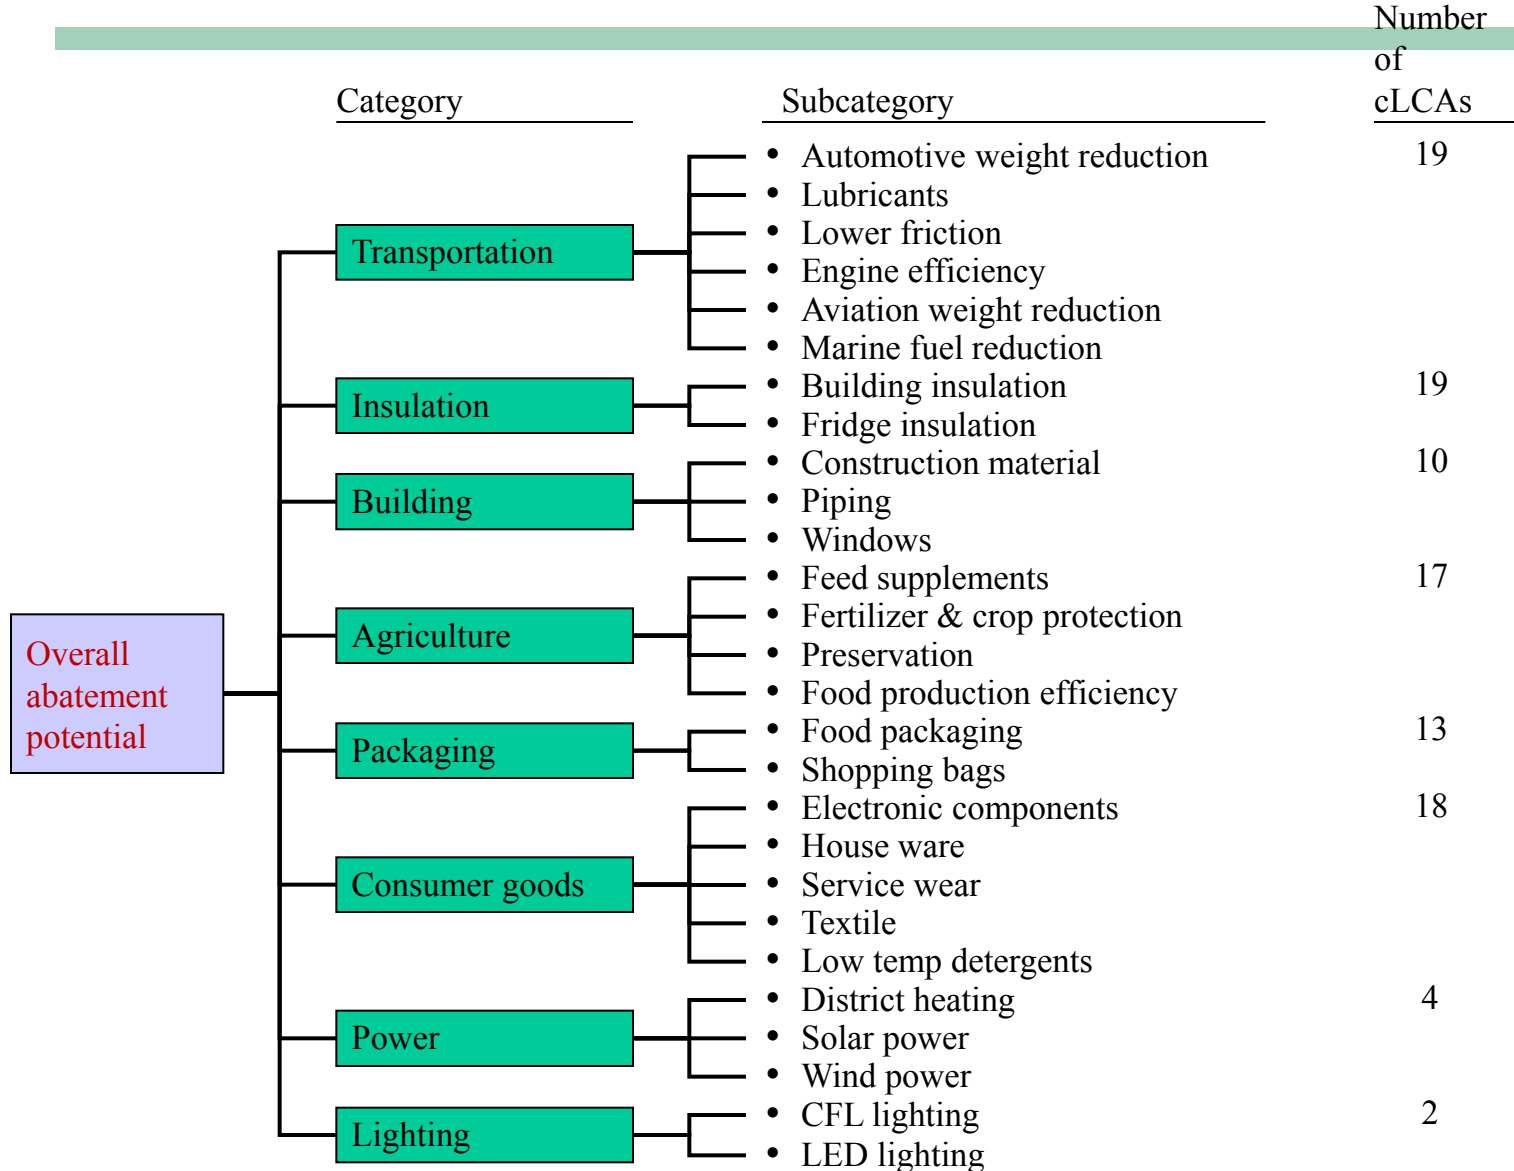 Number
of
cLCAs
Category
Subcategory
• Automotive weight reduction 19
• Lubricants
• Lower friction
Transportation
• Engine efficiency
• Aviation weight reduction
• Marine fuel reduction
• Building insulation 19
Insulation
• Fridge insulation
• Construction material 10
Building
• Piping
• Windows
• Feed supplements 17
• Fertilizer & crop protection
Agriculture
• Preservation
• Food production efficiency
Overall
abatement
potential
• Food packaging 13
Packaging
• Shopping bags
• Electronic components 18
• House ware
Consumer goods
• Service wear
• Textile
• Low temp detergents
• District heating 4
Power
• Solar power
• Wind power
• CFL lighting 2
Lighting
• LED lighting